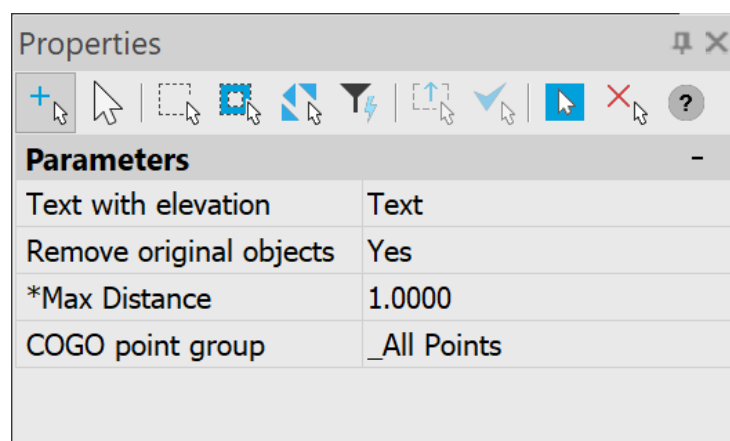 Properties
?
Parameters -
Text with elevation Text
Remove original objects Yes
*Max Distance 1.0000
COGO point group _All Points